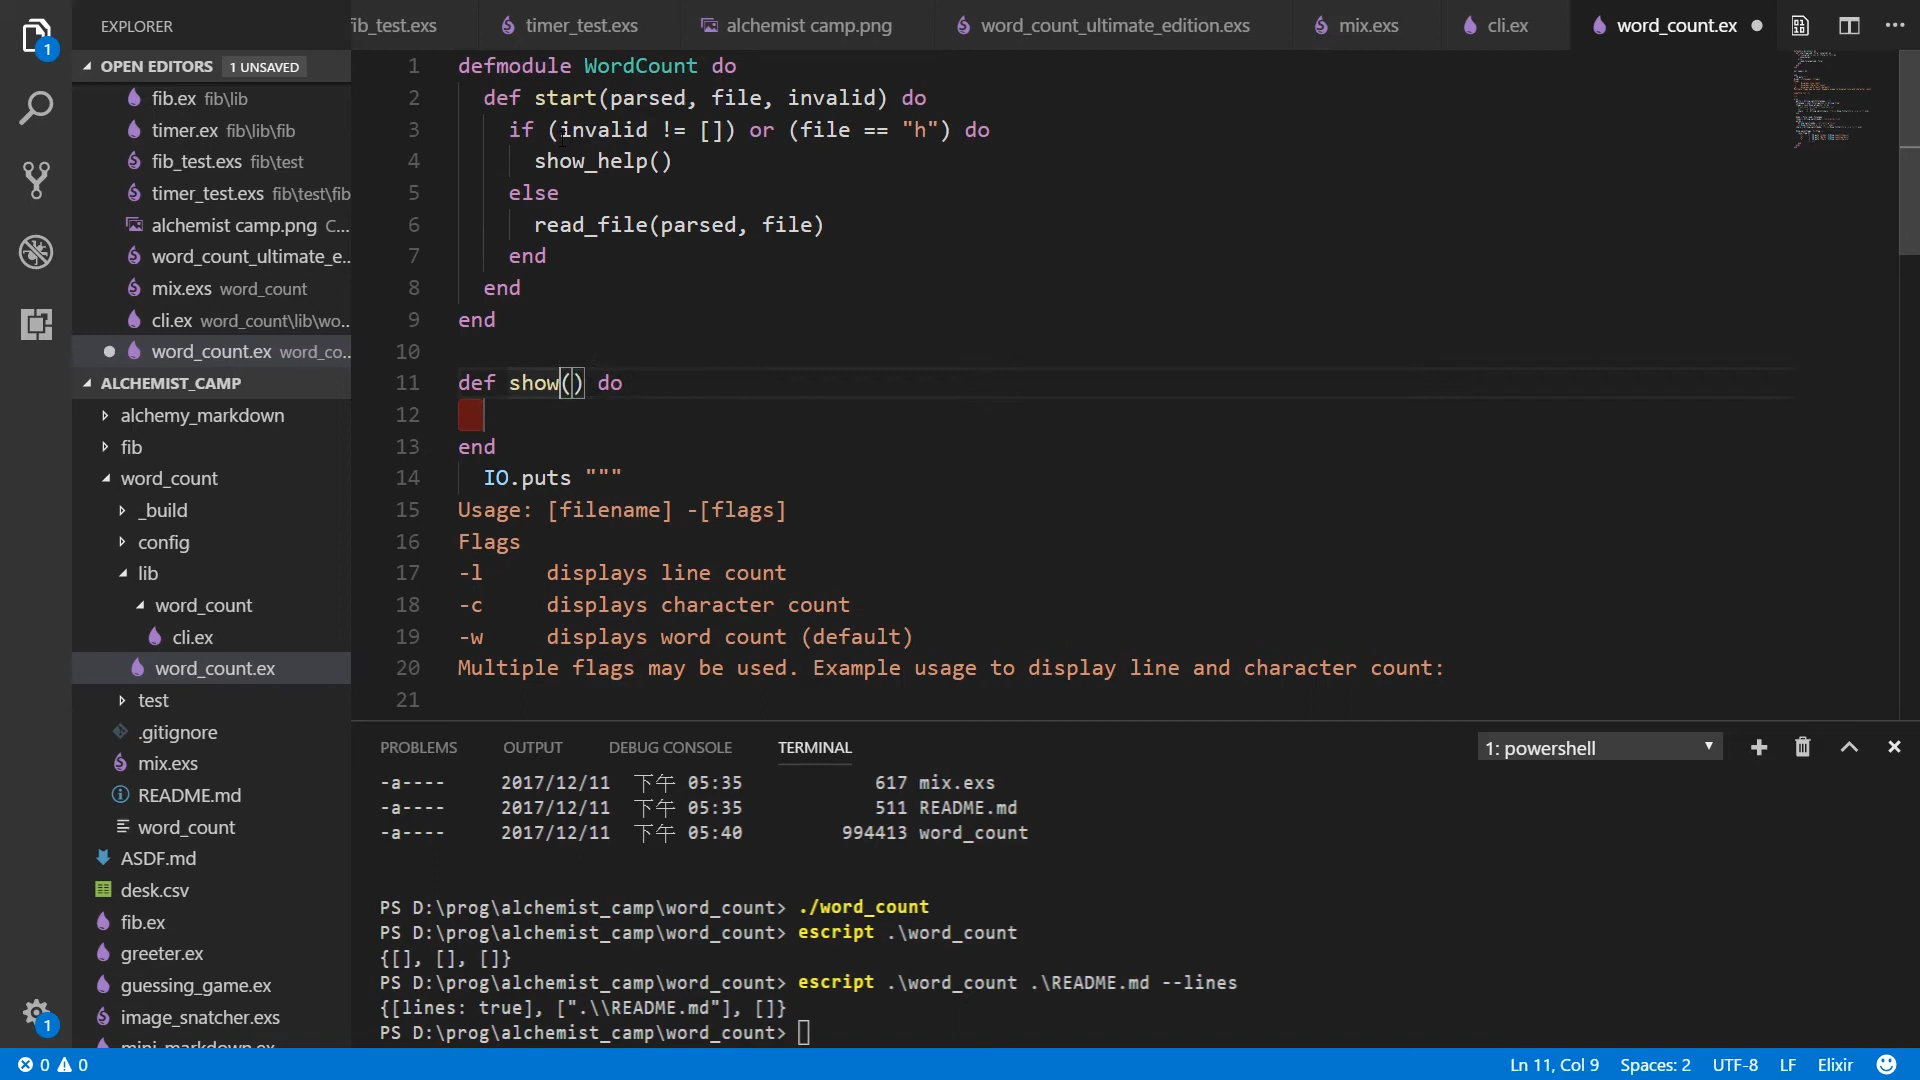 EXPLORER
fib_test.exs
timer_test.exs
alchemist camp.png
word_count_ultimate_edition.exs
mix.exs
cli.ex
word_count.ex
OPEN EDITORS 1 UNSAVED
fib.ex fib\lib
timer.ex fib\lib\fib
fib_test.exs fib\test
timer_test.exs fib\test\fib
alchemist camp.png C...
word_count_ultimate_e...
mix.exs word_count
cli.ex word_count\lib\wo...
word_count.ex word_co...
ALCHEMIST_CAMP
alchemy_markdown
fib
word_count
_build
config
lib
word_count
cli.ex
word_count.ex
test
.gitignore
mix.exs
README.md
word_count
ASDF.md
desk.csv
fib.ex
greeter.ex
guessing_game.ex
image_snatcher.exs
mini_markdown.ex
1
1
1 defmodule WordCount do
2 def start(parsed, file, invalid) do
3 if (invalid != []) or (file == "h") do
4 show_help()
5 else
6 read_file(parsed, file)
7 end
8 end
9 end
10
11 def show() do
12
13 end
14 IO.puts """
15 Usage: [filename] -[flags]
16 Flags
17 -l displays line count
18 -c displays character count
19 -w displays word count (default)
20 Multiple flags may be used. Example usage to display line and character count:
21
PROBLEMS OUTPUT DEBUG CONSOLE TERMINAL 1: powershell
-a---- 2017/12/11 下午 05:35 617 mix.exs
-a---- 2017/12/11 下午 05:35 511 README.md
-a---- 2017/12/11 下午 05:40 994413 word_count
PS D:\prog\alchemist_camp\word_count> ./word_count
PS D:\prog\alchemist_camp\word_count> escript .\word_count
{[], [], []}
PS D:\prog\alchemist_camp\word_count> escript .\word_count .\README.md --lines
{[lines: true], [".\\README.md"], []}
PS D:\prog\alchemist_camp\word_count>
0 0 Ln 11, Col 9 Spaces: 2 UTF-8 LF Elixir